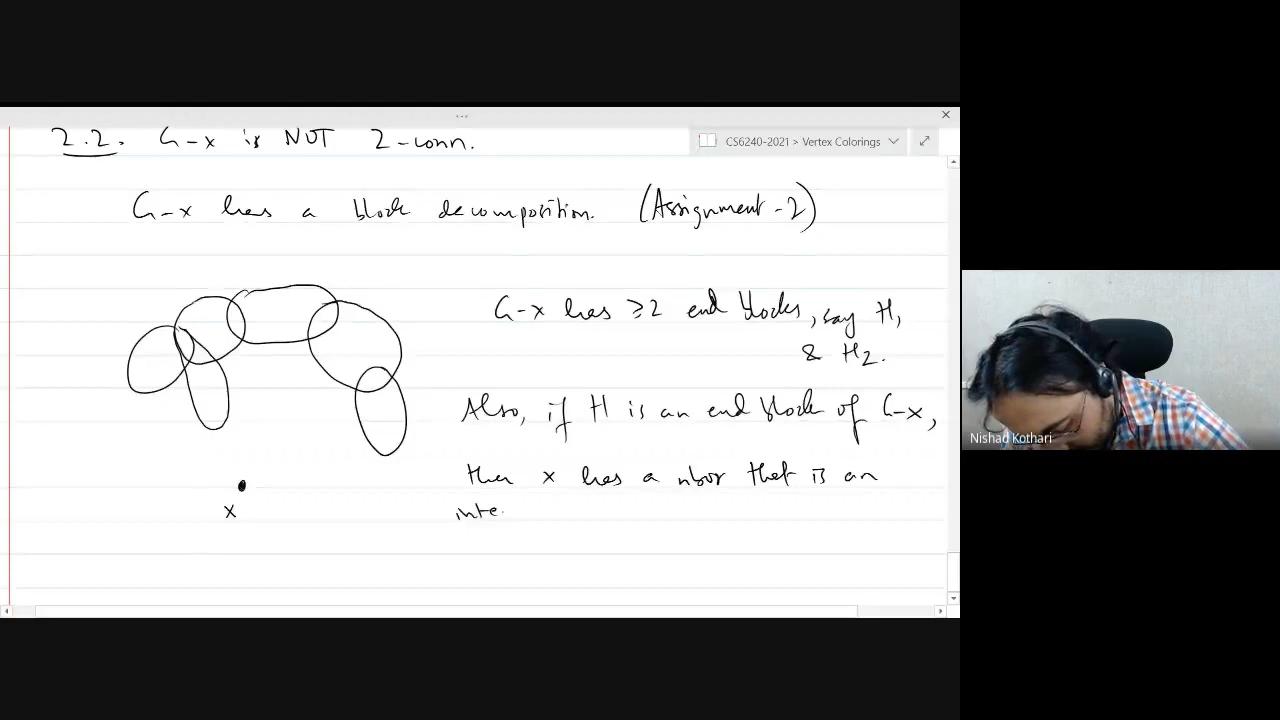 2.2. G-x is NOT 2-conn.
CS6240-2021 > Vertex Colorings
G-x has a block decomposition. (Assignment-2)
G-x has ≥2 end blocks, say H1
& H2.
Also, if H is an end block of G-x,
then x has a nbor that is an
inte
x
Nishad Kothari